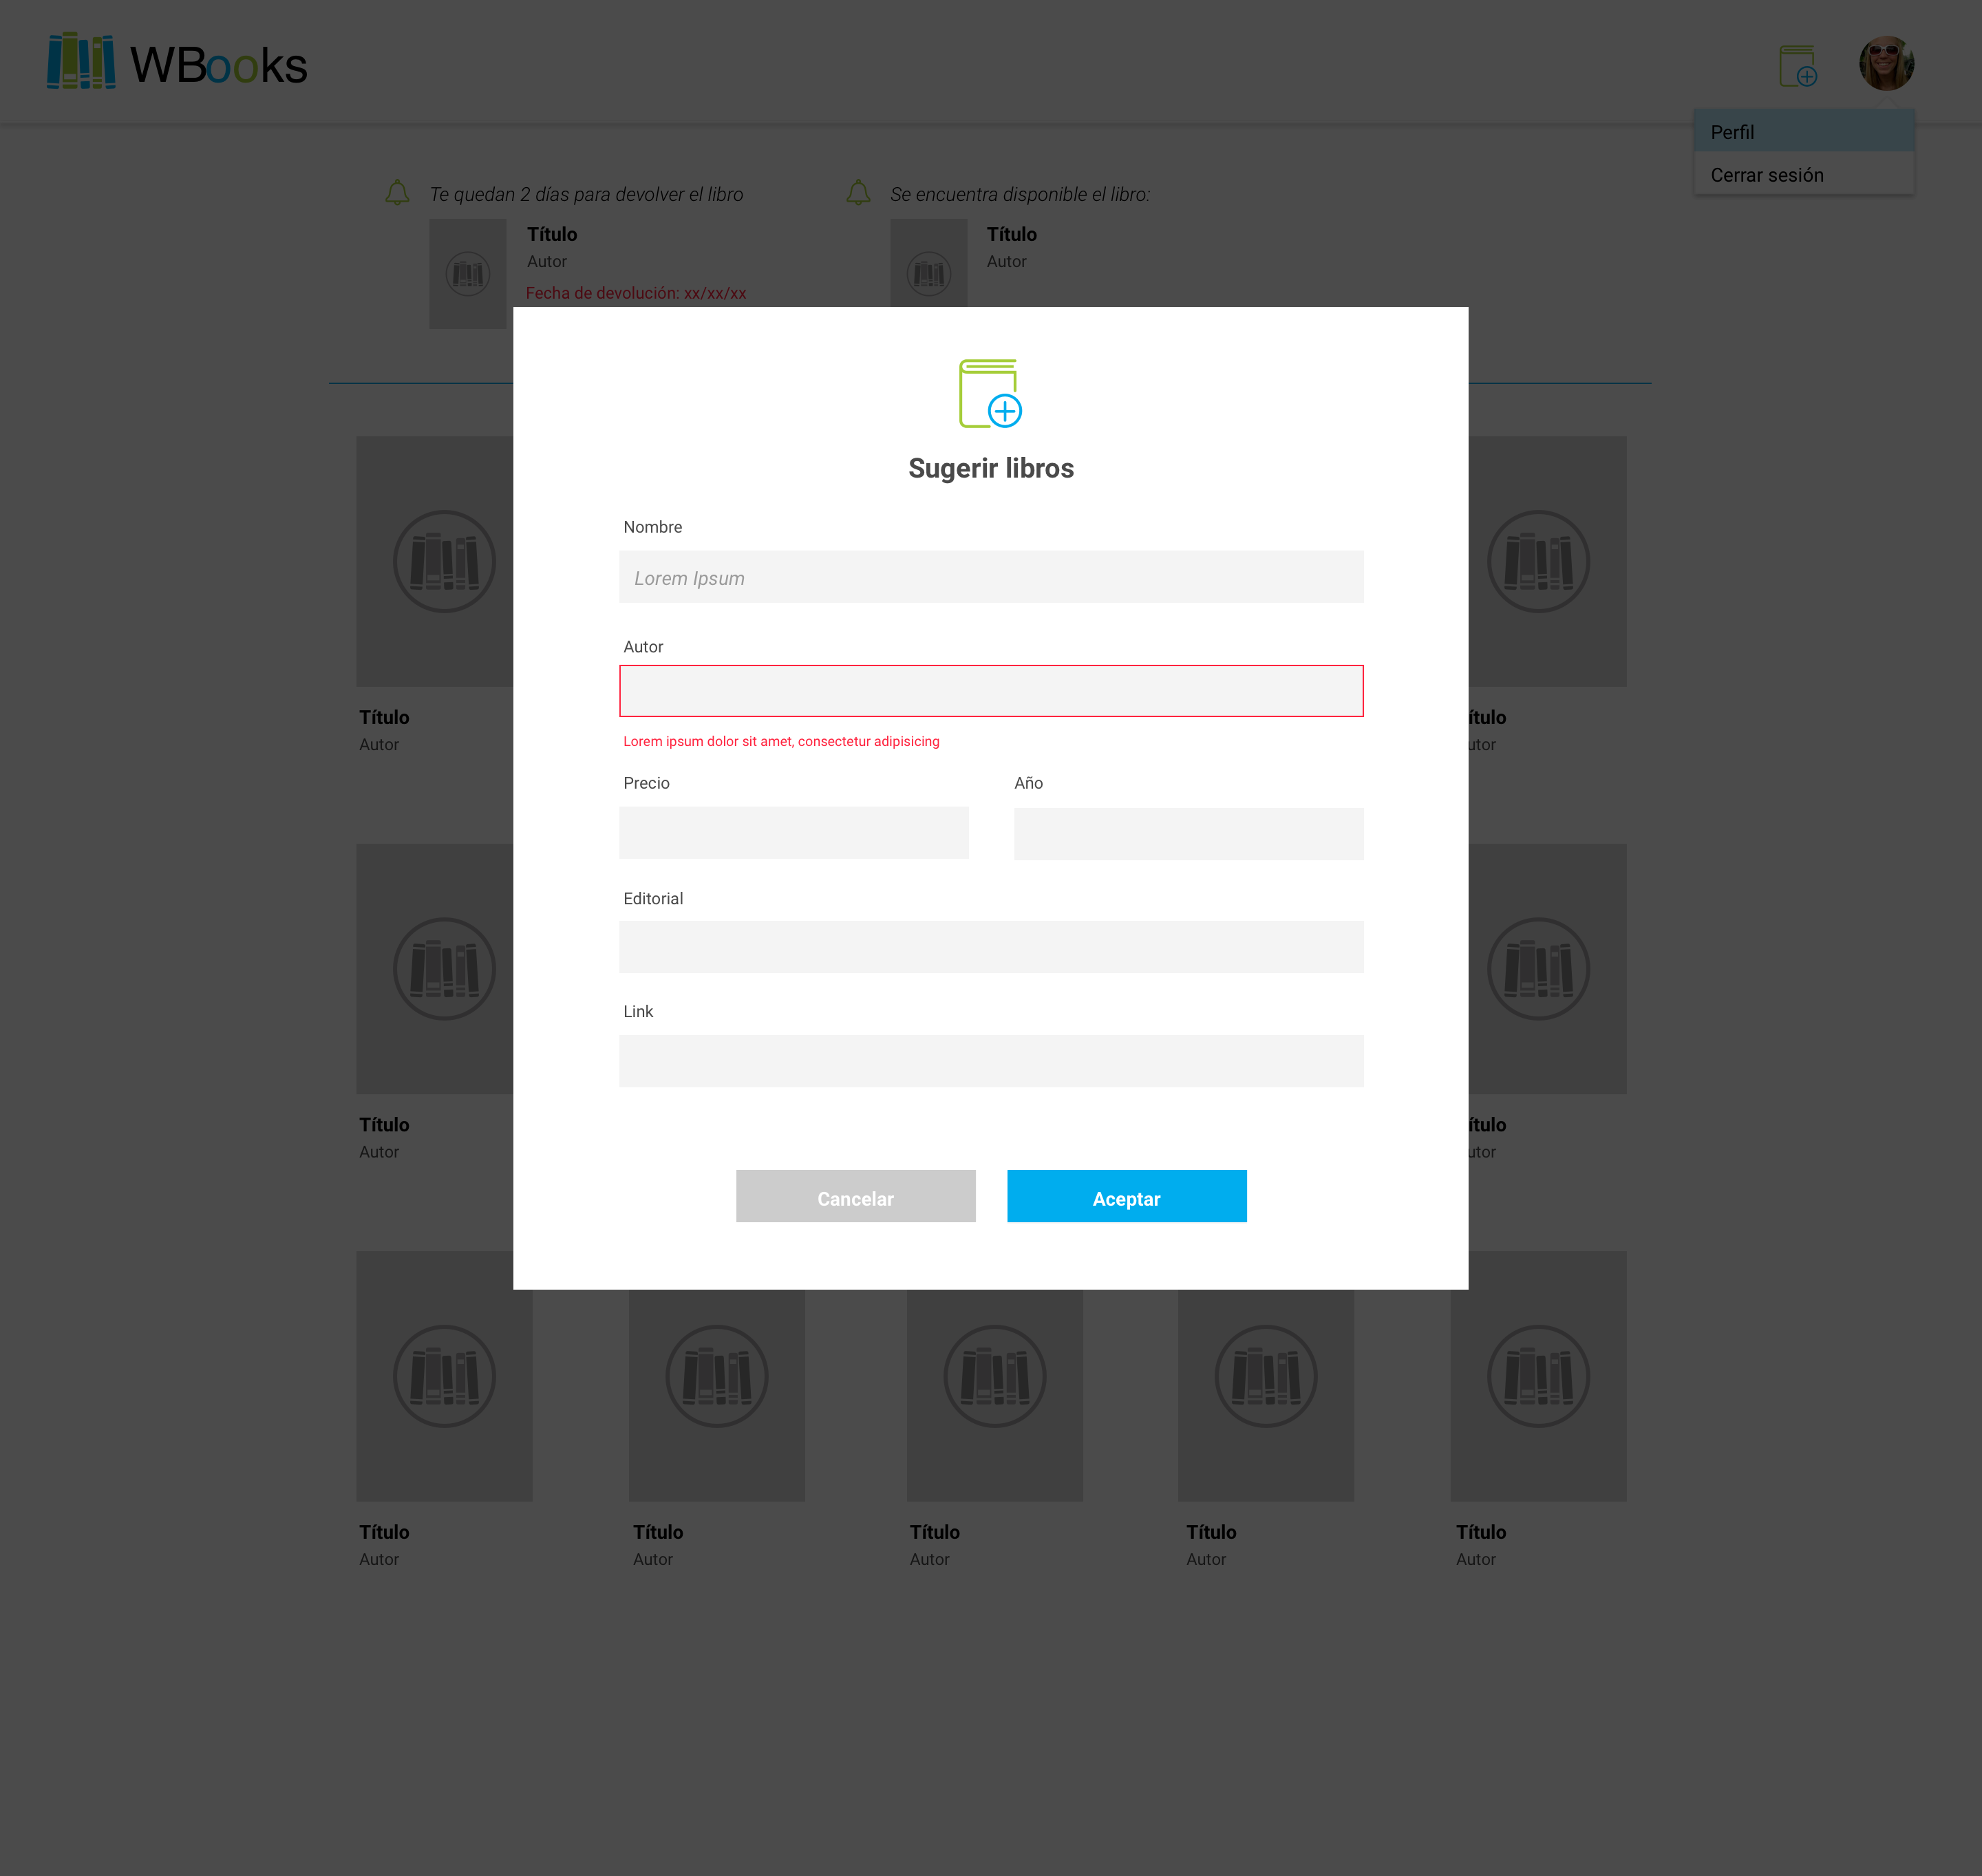 WBooks
Perfil
Cerrar sesión
Te quedan 2 días para devolver el libro
Se encuentra disponible el libro:
Título
Título
Autor
Autor
Fecha de devolución: xx/xx/xx
Sugerir libros
Nombre
Lorem Ipsum
Autor
Lorem ipsum dolor sit amet, consectetur adipisicing
Precio
Año
Editorial
Link
Cancelar
Aceptar
Título
Autor
ítulo
utor
Título
Autor
ítulo
utor
Título
Autor
Título
Autor
Título
Autor
Título
Autor
Título
Autor